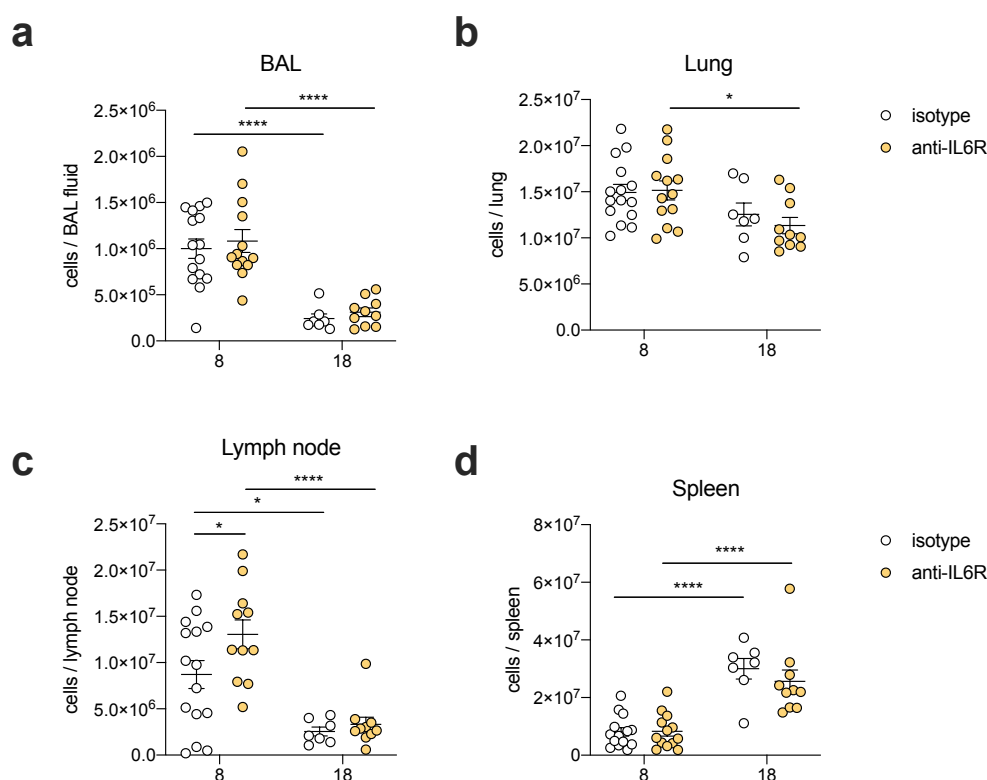 a
BAL
****
****
2.5×10⁶
2.0×10⁶
1.5×10⁶
1.0×10⁶
5.0×10⁵
0.0
cells / BAL fluid
8
18
b
Lung
*
2.5×10⁷
2.0×10⁷
1.5×10⁷
1.0×10⁷
5.0×10⁶
0.0
cells / lung
8
18
isotype
anti-IL6R
c
Lymph node
****
*
*
2.5×10⁷
2.0×10⁷
1.5×10⁷
1.0×10⁷
5.0×10⁶
0.0
cells / lymph node
8
18
d
Spleen
****
****
8×10⁷
6×10⁷
4×10⁷
2×10⁷
0
cells / spleen
8
18
isotype
anti-IL6R